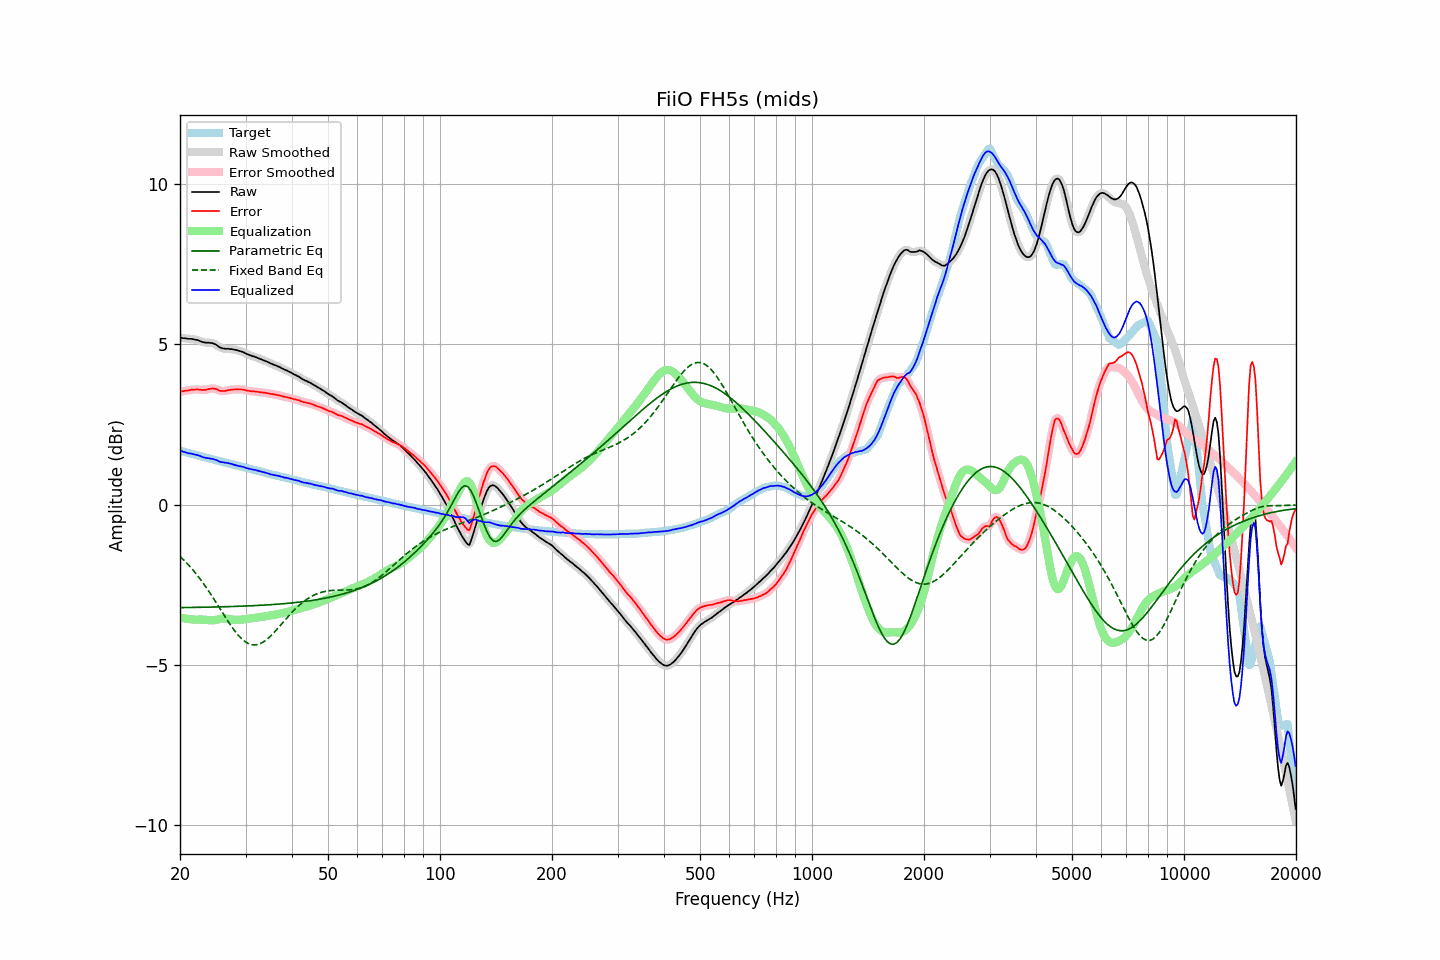 FiiO FH5s (mids)
Target
Raw Smoothed
Error Smoothed
Raw
Error
Equalization
Parametric Eq
Fixed Band Eq
Equalized
Amplitude (dBr)
10
5
0
−5
−10
20 50 100 200 500 1000 2000 5000 10000 20000
Frequency (Hz)